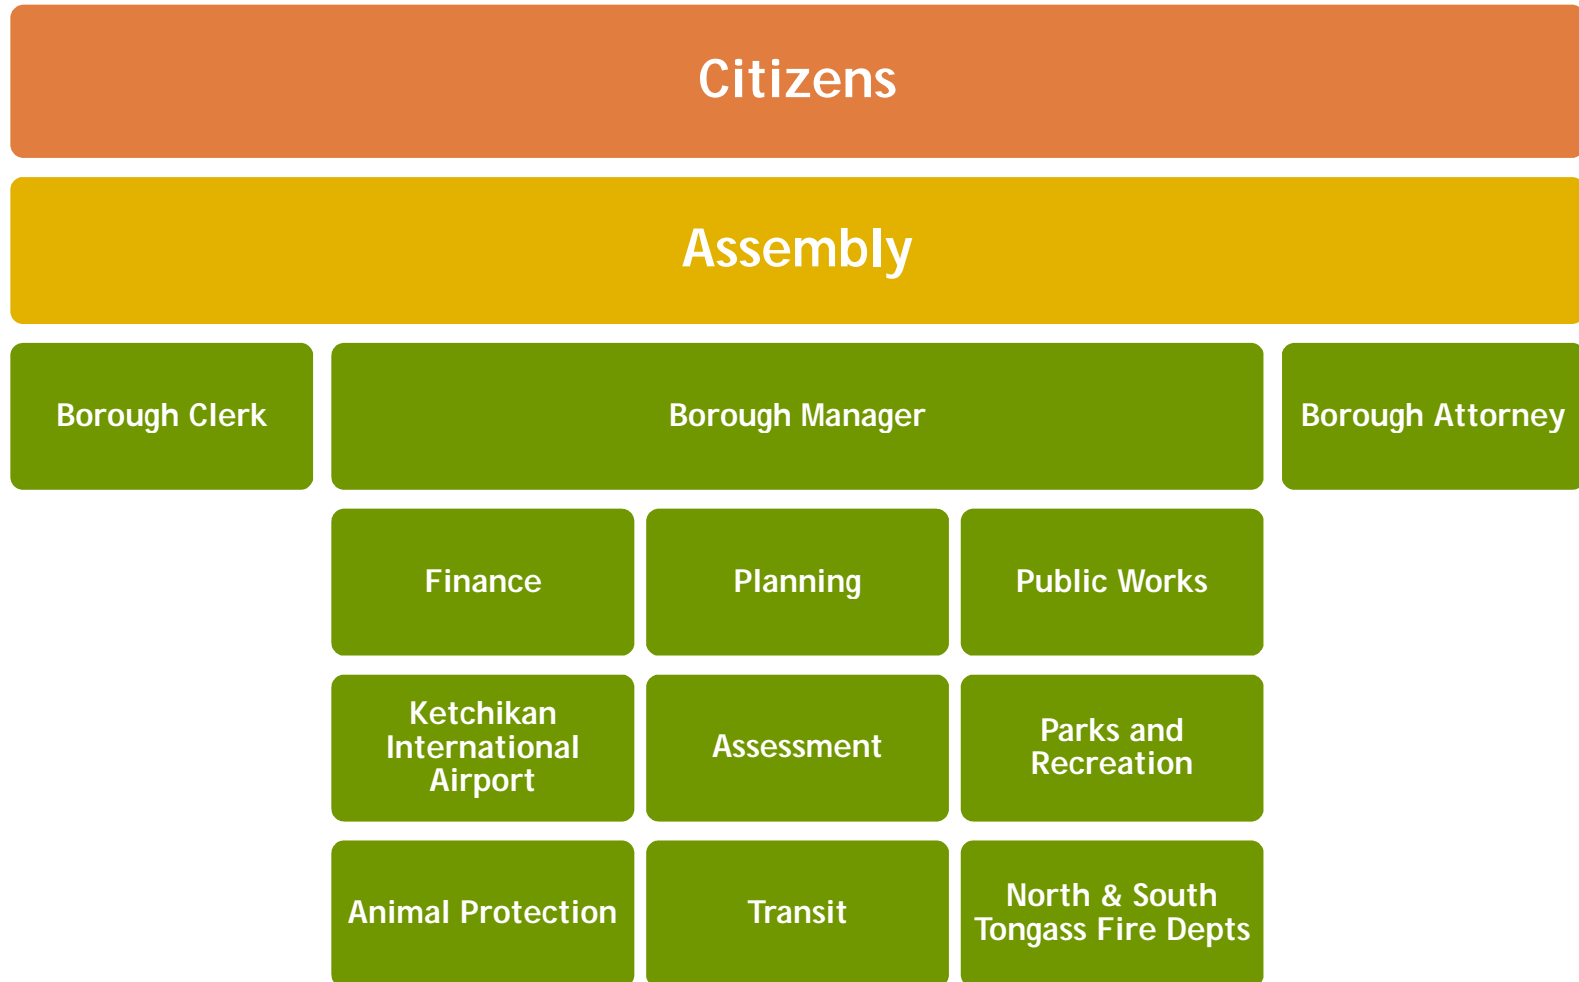 Citizens
Assembly
Borough Clerk
Borough Manager
Borough Attorney
Finance
Planning
Public Works
Ketchikan
International
Airport
Assessment
Parks and
Recreation
Animal Protection
Transit
North & South
Tongass Fire Depts